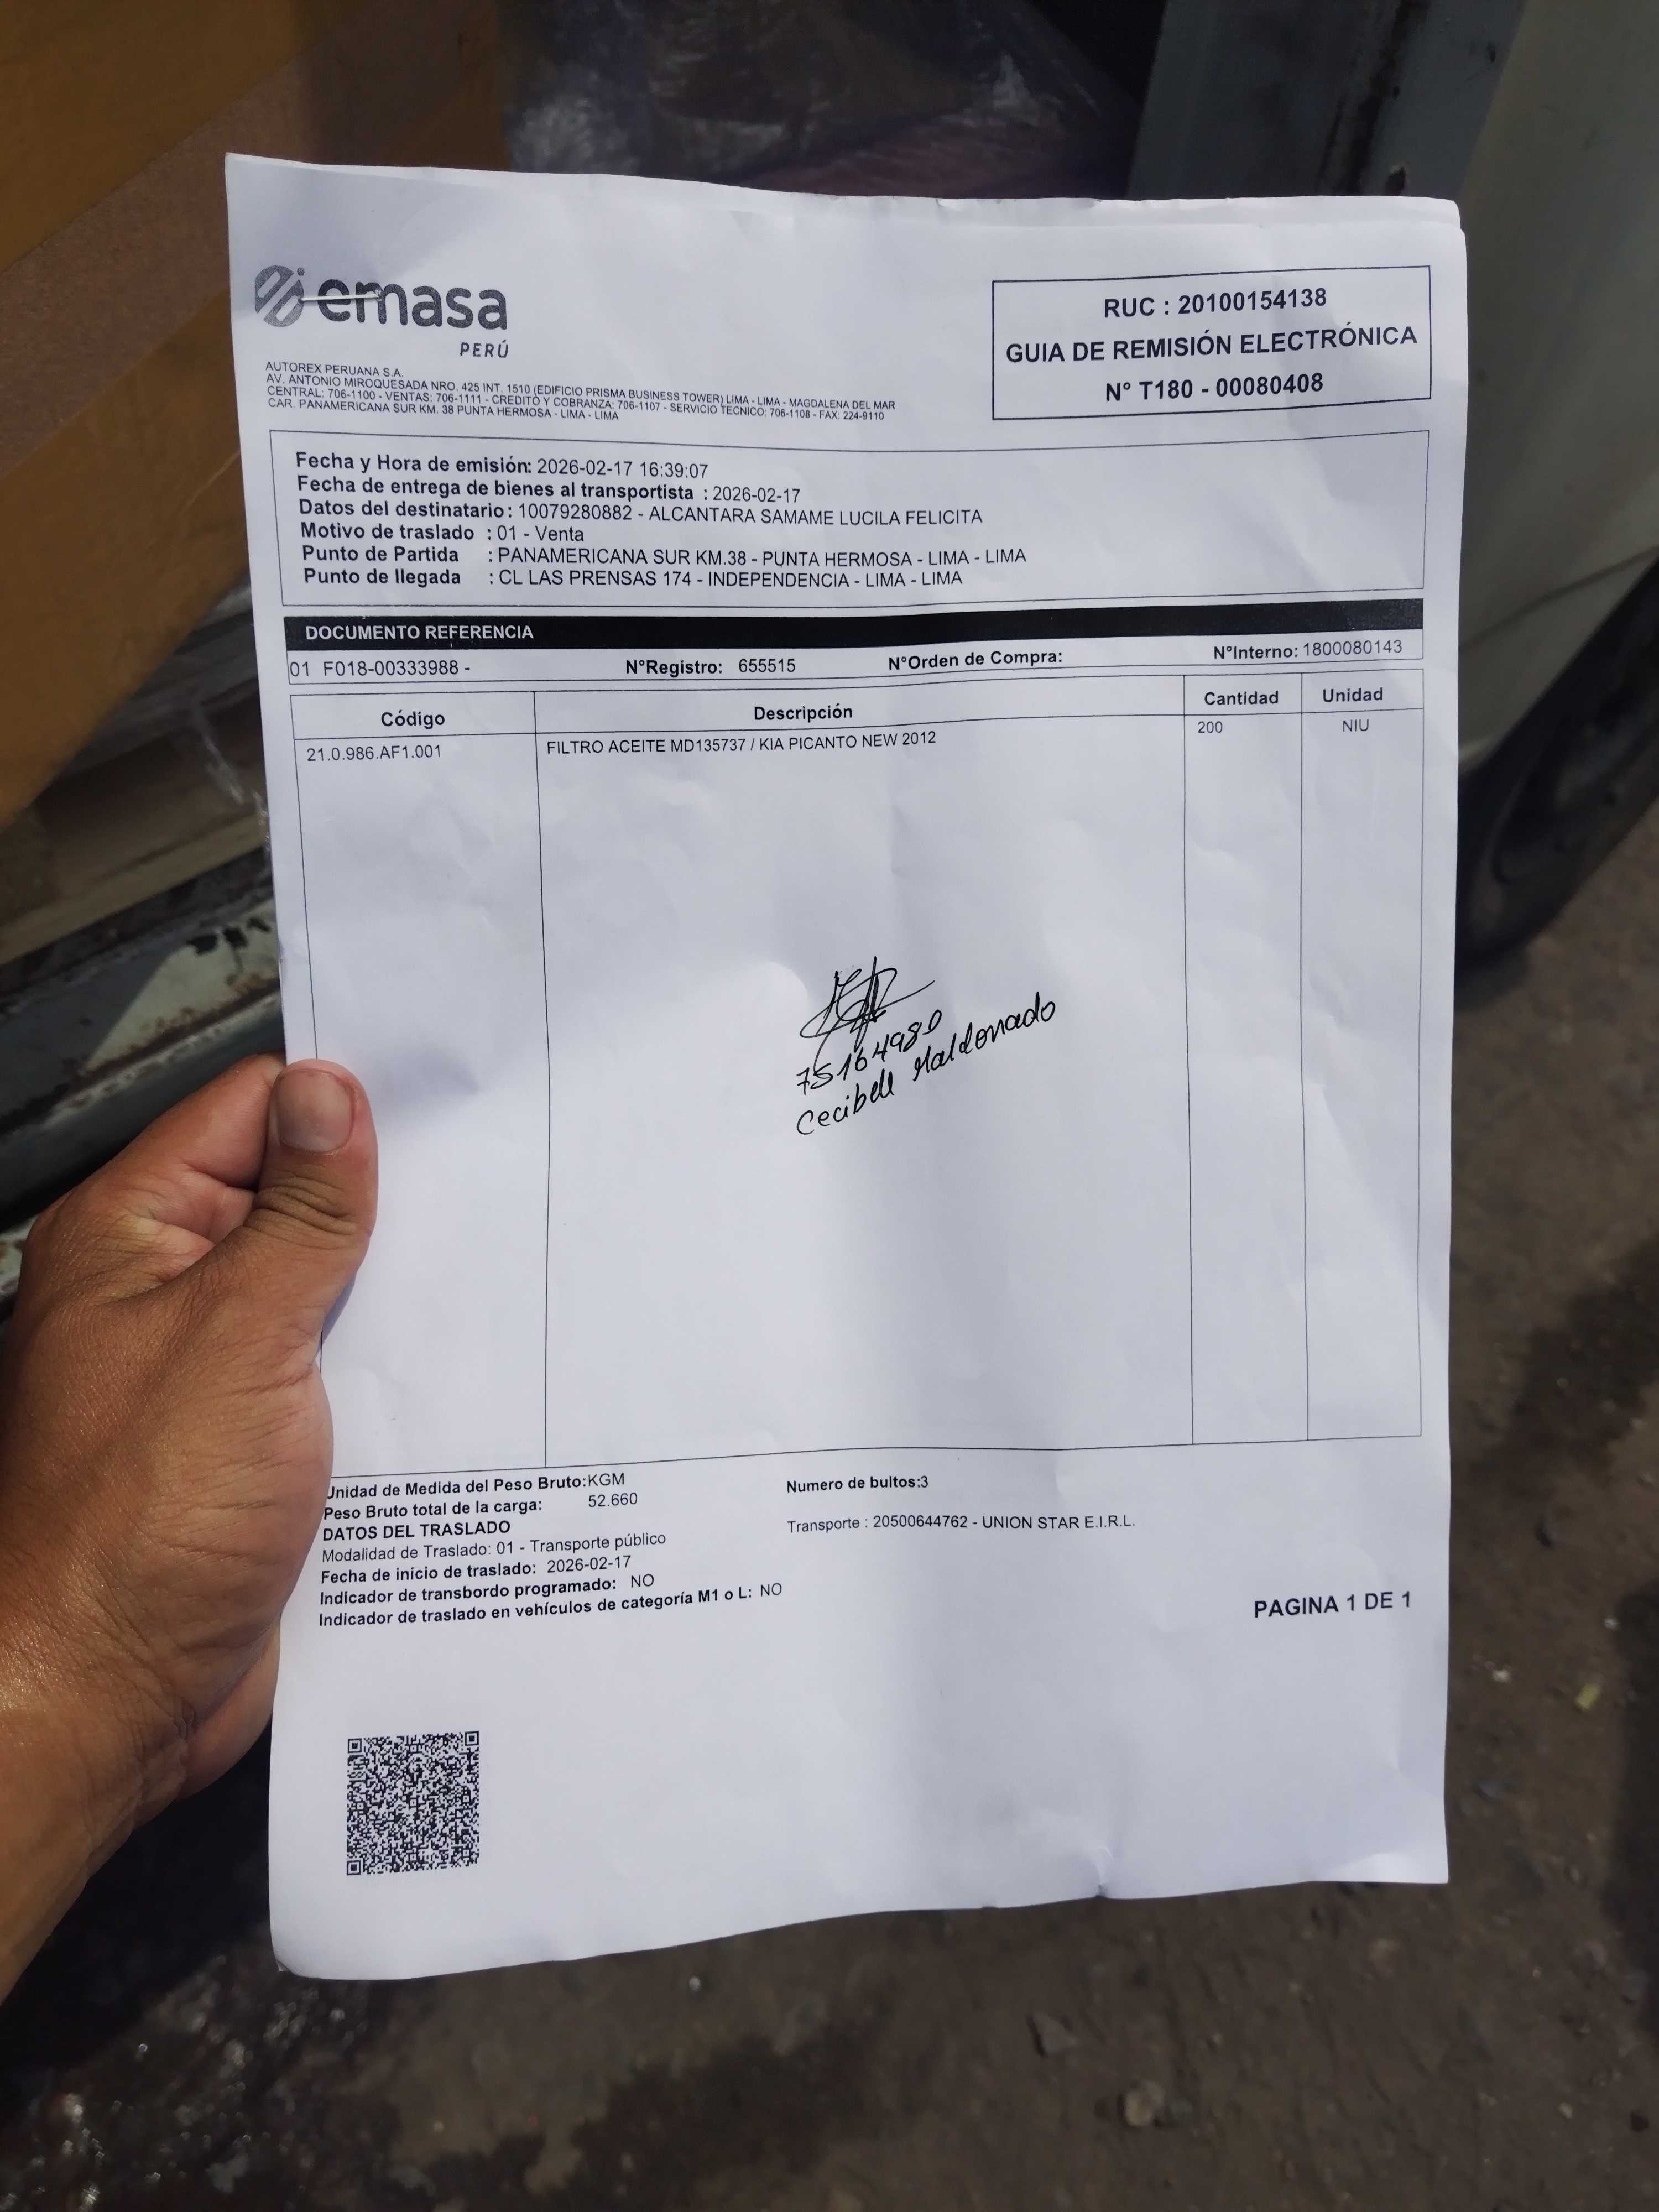 emasa
PERÚ
AUTOREX PERUANA S.A.
AV. ANTONIO MIROQUESADA NRO. 425 INT. 1510 (EDIFICIO PRISMA BUSINESS TOWER) LIMA - LIMA - MAGDALENA DEL MAR
CENTRAL: 706-1100 - VENTAS: 706-1111 - CREDITO Y COBRANZA: 706-1107 - SERVICIO TECNICO: 706-1108 - FAX: 224-9110
CAR. PANAMERICANA SUR KM. 38 PUNTA HERMOSA - LIMA - LIMA
RUC : 20100154138
GUIA DE REMISIÓN ELECTRÓNICA
N° T180 - 00080408
Fecha y Hora de emisión: 2026-02-17 16:39:07
Fecha de entrega de bienes al transportista : 2026-02-17
Datos del destinatario : 10079280882 - ALCANTARA SAMAME LUCILA FELICITA
Motivo de traslado : 01 - Venta
Punto de Partida : PANAMERICANA SUR KM.38 - PUNTA HERMOSA - LIMA - LIMA
Punto de llegada : CL LAS PRENSAS 174 - INDEPENDENCIA - LIMA - LIMA
DOCUMENTO REFERENCIA
01 F018-00333988 - N°Registro: 655515 N°Orden de Compra: N°Interno: 1800080143
Código Descripción Cantidad Unidad
21.0.986.AF1.001 FILTRO ACEITE MD135737 / KIA PICANTO NEW 2012 200 NIU
75164980
Cecibell Maldonado
Unidad de Medida del Peso Bruto:KGM Numero de bultos:3
Peso Bruto total de la carga: 52.660
DATOS DEL TRASLADO Transporte : 20500644762 - UNION STAR E.I.R.L.
Modalidad de Traslado: 01 - Transporte público
Fecha de inicio de traslado: 2026-02-17
Indicador de transbordo programado: NO
Indicador de traslado en vehículos de categoría M1 o L: NO
PAGINA 1 DE 1